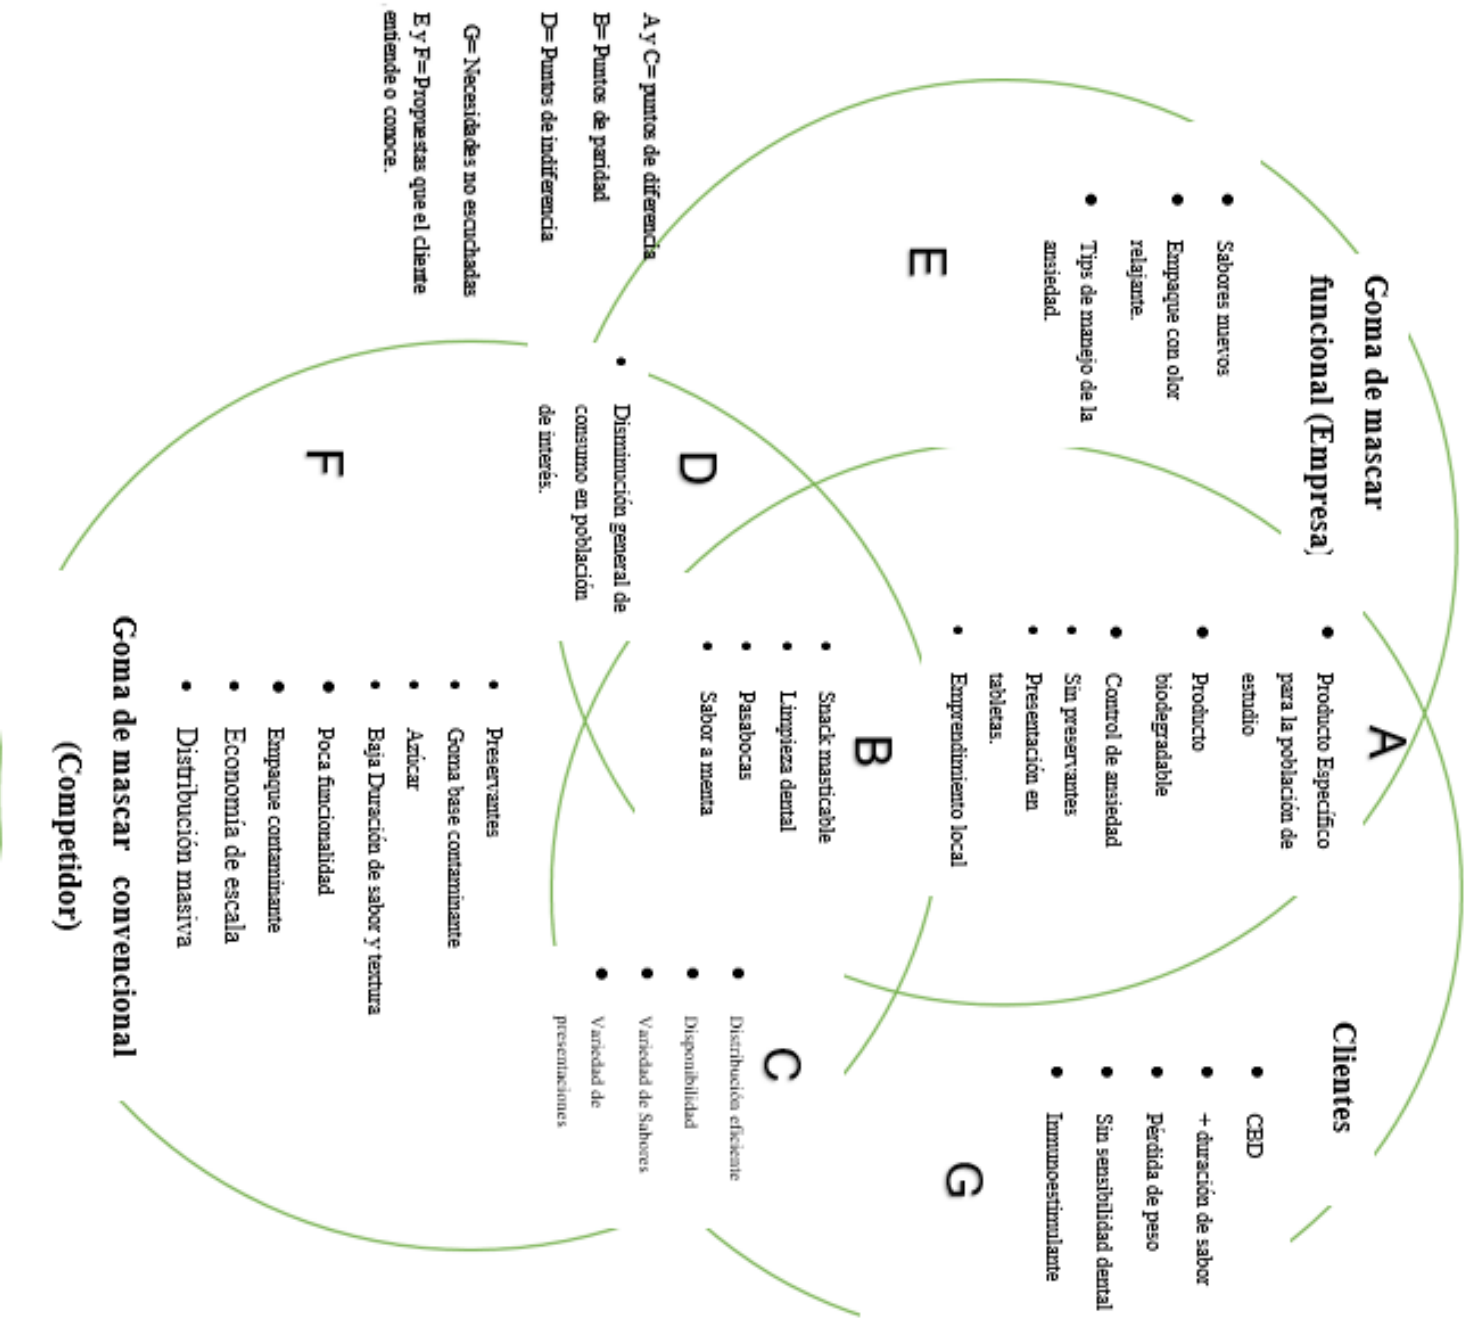 Goma de mascar
funcional (Empresa)
Clientes
A
E
• Sabores nuevos
• Empaque con olor
relajante.
• Tips de manejo de la
ansiedad.
• Producto Específico
para la población de
estudio
• Producto
biodegradable
• Control de ansiedad
• Sin preservantes
• Presentación en
tabletas.
• Emprendimiento local
• CBD
• + duración de sabor
• Pérdida de peso
• Sin sensibilidad dental
• Inmunoestimulante
G
B
• Snack masticable
• Limpieza dental
• Pasabocas
• Sabor a menta
D
• Disminución general de
consumo en población
de interés.
C
• Distribución eficiente
• Disponibilidad
• Variedad de Sabores
• Variedad de
presentaciones
F
• Preservantes
• Goma base contaminante
• Azúcar
• Baja Duración de sabor y textura
• Poca funcionalidad
• Empaque contaminante
• Economía de escala
• Distribución masiva
Goma de mascar convencional
(Competidor)
A y C= puntos de diferencia
B= Puntos de paridad
D= Puntos de indiferencia
G= Necesidades no escuchadas
E y F= Propuestas que el cliente
entiende o conoce.